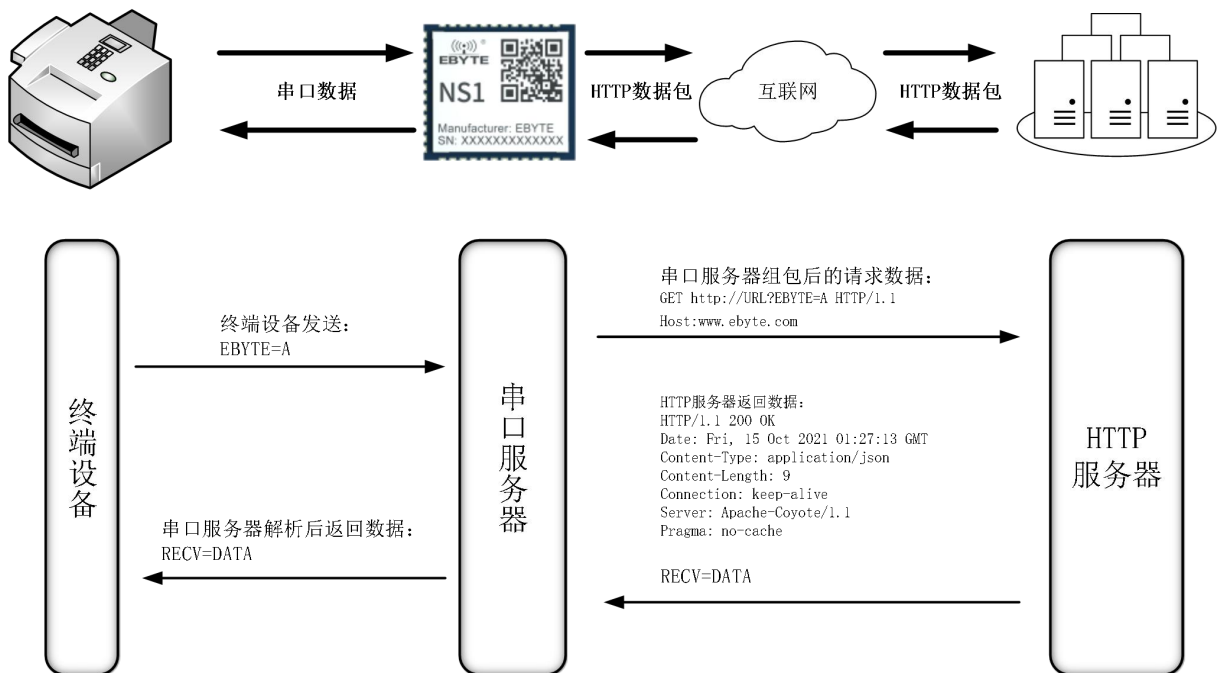 串口数据
EBYTE
NS1
Manufacturer: EBYTE
SN: XXXXXXXXXXXXX
HTTP数据包
互联网
HTTP数据包
终端设备
终端设备发送：
EBYTE=A
串口服务器解析后返回数据：
RECV=DATA
串口服务器
串口服务器组包后的请求数据：
GET http://URL?EBYTE=A HTTP/1.1
Host:www.ebyte.com
HTTP服务器返回数据：
HTTP/1.1 200 OK
Date: Fri, 15 Oct 2021 01:27:13 GMT
Content-Type: application/json
Content-Length: 9
Connection: keep-alive
Server: Apache-Coyote/1.1
Pragma: no-cache
RECV=DATA
HTTP
服务器